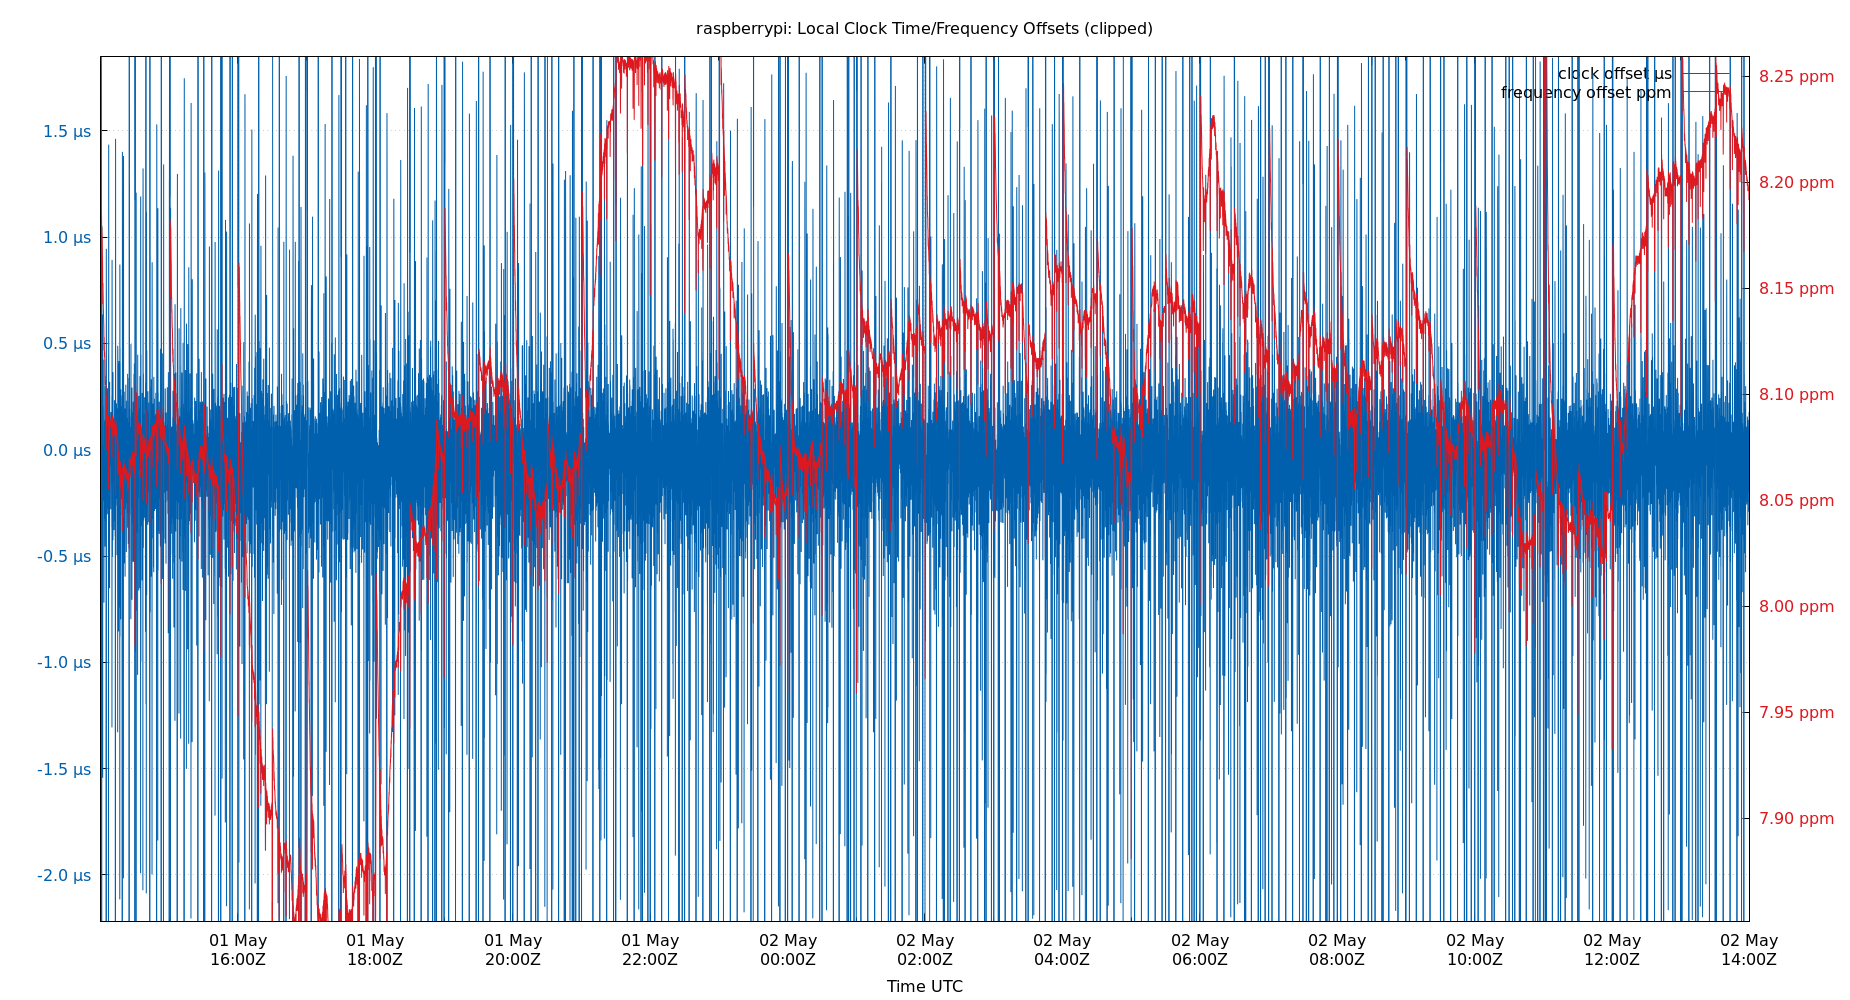 raspberrypi: Local Clock Time/Frequency Offsets (clipped)
clock offset µs
frequency offset ppm
1.5 µs
1.0 µs
0.5 µs
0.0 µs
-0.5 µs
-1.0 µs
-1.5 µs
-2.0 µs
8.25 ppm
8.20 ppm
8.15 ppm
8.10 ppm
8.05 ppm
8.00 ppm
7.95 ppm
7.90 ppm
01 May 01 May 01 May 01 May 02 May 02 May 02 May 02 May 02 May 02 May 02 May 02 May
16:00Z 18:00Z 20:00Z 22:00Z 00:00Z 02:00Z 04:00Z 06:00Z 08:00Z 10:00Z 12:00Z 14:00Z
Time UTC